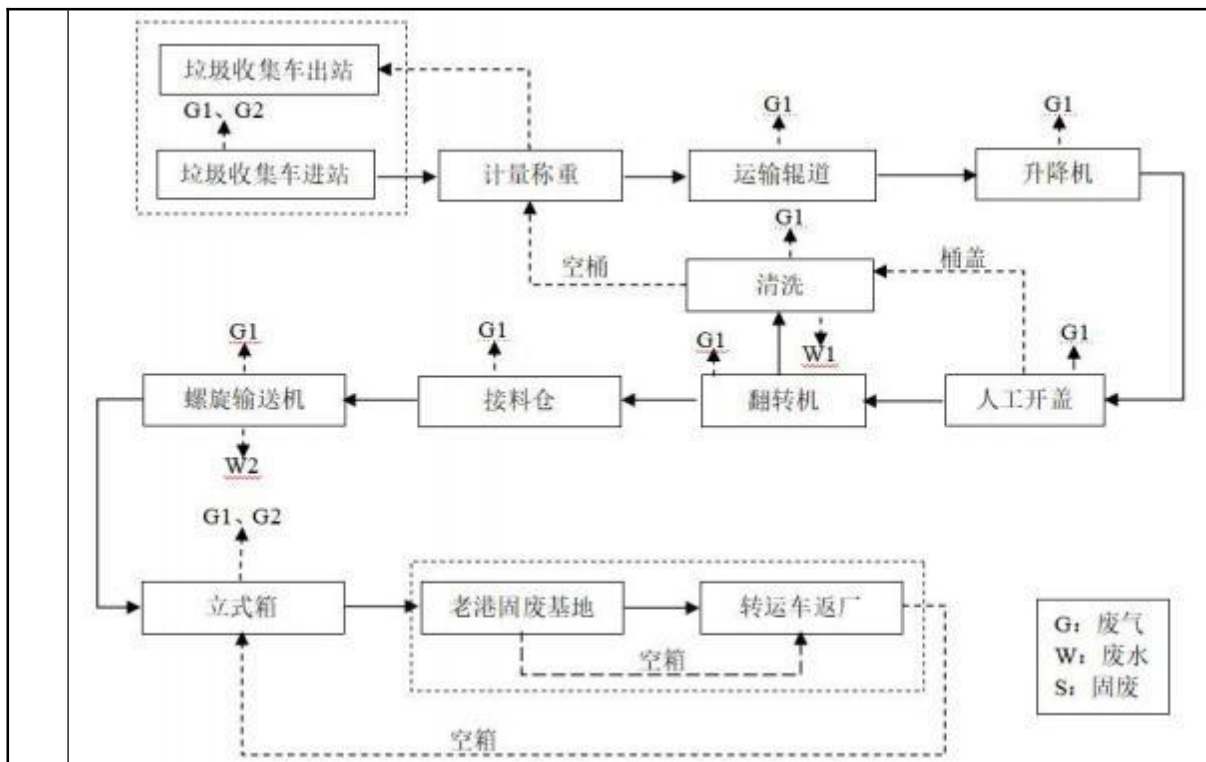 垃圾收集车出站
G1、G2
G1
G1
垃圾收集车进站
计量称重
运输辊道
升降机
G1
空桶
清洗
桶盖
G1
G1
G1
W1
G1
螺旋输送机
接料仓
翻转机
人工开盖
W2
G1、G2
立式箱
老港固废基地
转运车返厂
空箱
空箱
G：废气
W：废水
S：固废